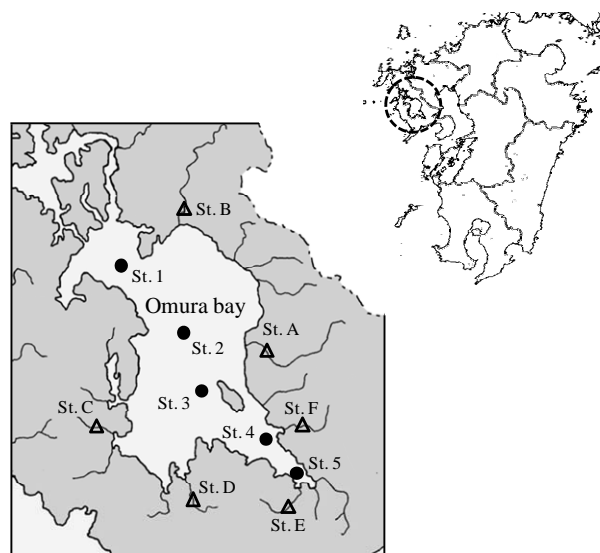 St. B
St. 1
Omura bay
St. A
St. 2
St. 3
St. C
St. F
St. 4
St. 5
St. D
St. E